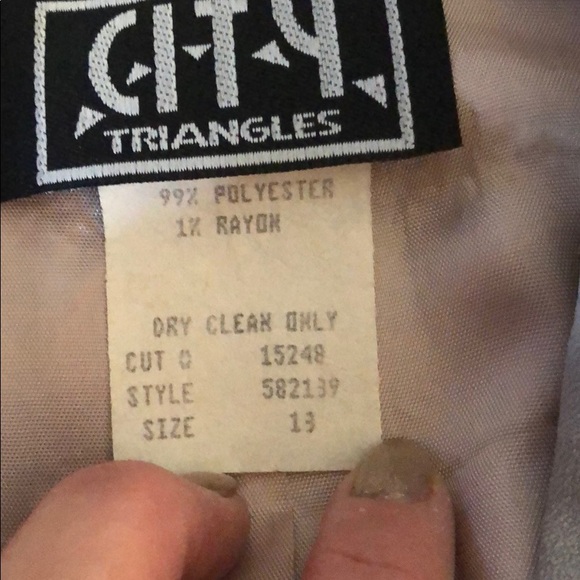 CITY
TRIANGLES
99% POLYESTER
1% RAYON
DRY CLEAN ONLY
CUT # 15248
STYLE 582139
SIZE 13